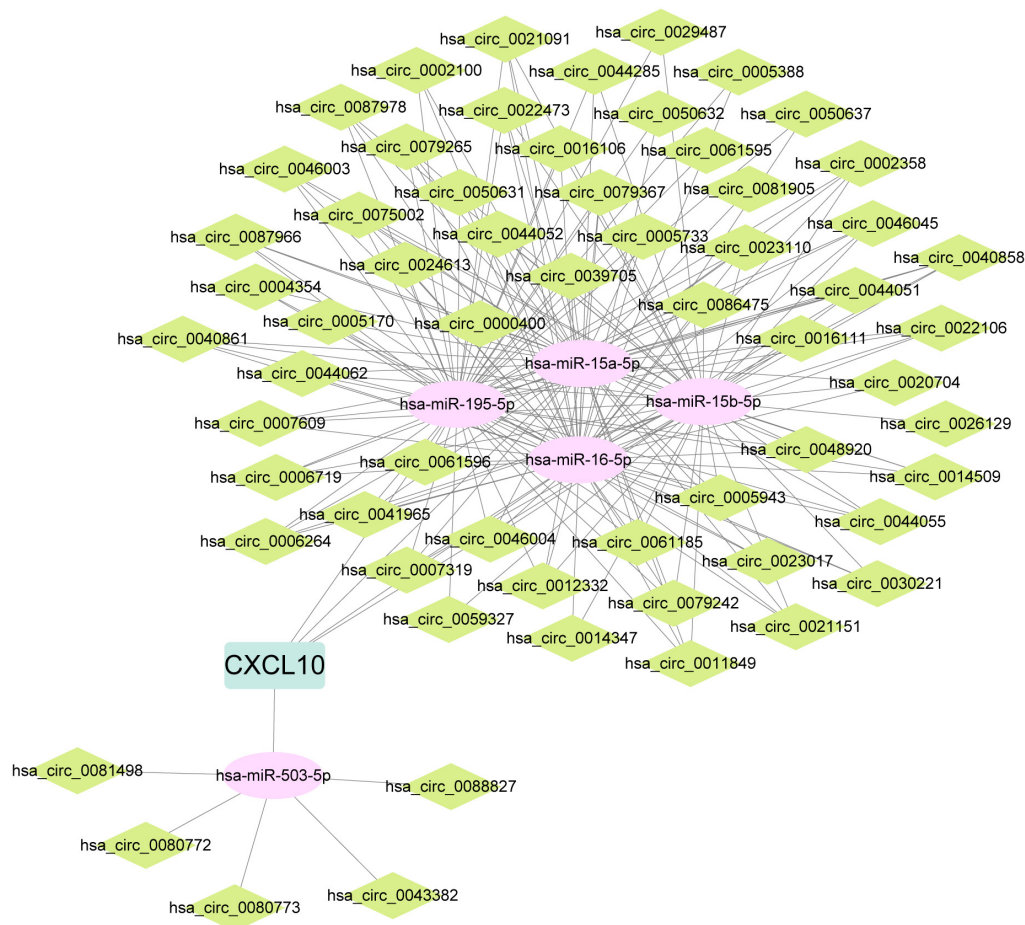 hsa_circ_0029487
hsa_circ_0021091
hsa_circ_0002100
hsa_circ_0044285
hsa_circ_0005388
hsa_circ_0087978
hsa_circ_0022473
hsa_circ_0050632
hsa_circ_0050637
hsa_circ_0079265
hsa_circ_0016106
hsa_circ_0061595
hsa_circ_0002358
hsa_circ_0046003
hsa_circ_0050631
hsa_circ_0079367
hsa_circ_0081905
hsa_circ_0075002
hsa_circ_0044052
hsa_circ_0005733
hsa_circ_0046045
hsa_circ_0087966
hsa_circ_0023110
hsa_circ_0040858
hsa_circ_0024613
hsa_circ_0039705
hsa_circ_0004354
hsa_circ_0044051
hsa_circ_0086475
hsa_circ_0005170
hsa_circ_0000400
hsa_circ_0022106
hsa_circ_0040861
hsa_circ_0016111
hsa-miR-15a-5p
hsa_circ_0044062
hsa_circ_0020704
hsa-miR-195-5p
hsa-miR-15b-5p
hsa_circ_0007609
hsa_circ_0026129
hsa_circ_0048920
hsa-miR-16-5p
hsa_circ_0061596
hsa_circ_0006719
hsa_circ_0014509
hsa_circ_0005943
hsa_circ_0041965
hsa_circ_0044055
hsa_circ_0006264
hsa_circ_0046004
hsa_circ_0061185
hsa_circ_0023017
hsa_circ_0007319
hsa_circ_0030221
hsa_circ_0012332
hsa_circ_0079242
hsa_circ_0059327
hsa_circ_0021151
hsa_circ_0014347
hsa_circ_0011849
CXCL10
hsa_circ_0081498
hsa-miR-503-5p
hsa_circ_0088827
hsa_circ_0080772
hsa_circ_0043382
hsa_circ_0080773